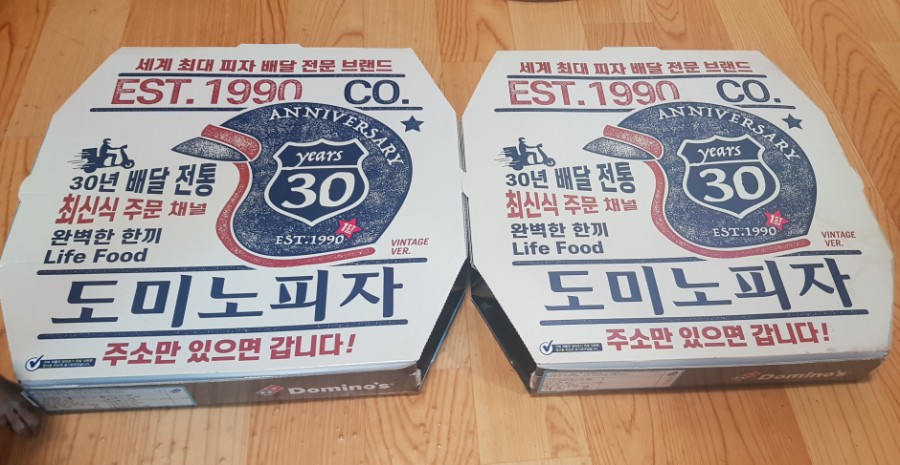 세계 최대 피자 배달 전문 브랜드
EST. 1990 CO.
ANNIVERSARY
years
30
EST.1990
1판
30년 배달 전통
최신식 주문 채널
완벽한 한끼
Life Food
VINTAGE
VER.
도미노피자
주소만 있으면 갑니다!
Domino's
세계 최대 피자 배달 전문 브랜드
EST. 1990 CO.
ANNIVERSARY
years
30
EST.1990
30년 배달 전통
최신식 주문 채널
완벽한 한끼
Life Food
VINTAGE
VER.
도미노피자
주소만 있으면 갑니다!
Domino's